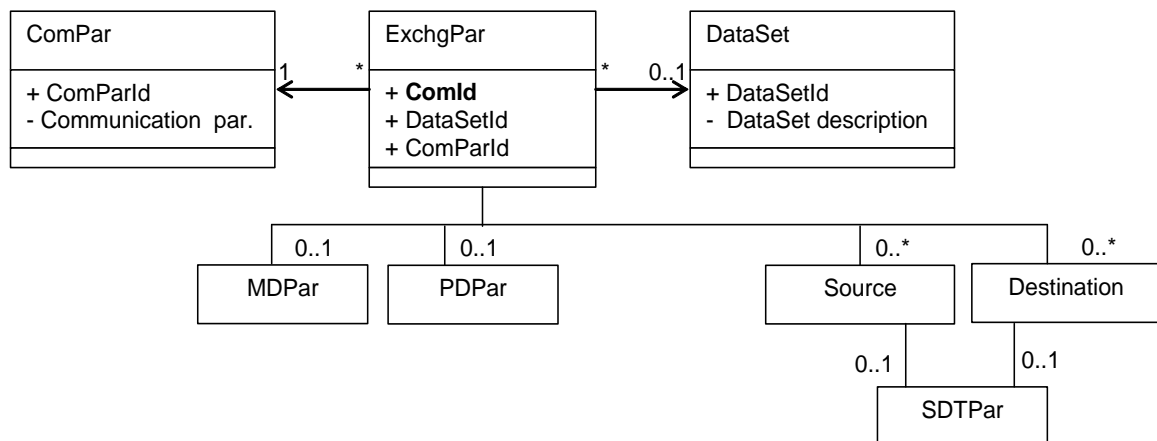 ComPar
ExchgPar
DataSet
1
*
*
0..1
+ ComParId
- Communication par.
+ ComId
+ DataSetId
+ ComParId
+ DataSetId
- DataSet description
0..1
0..1
0..*
0..*
MDPar
PDPar
Source
Destination
0..1
0..1
SDTPar